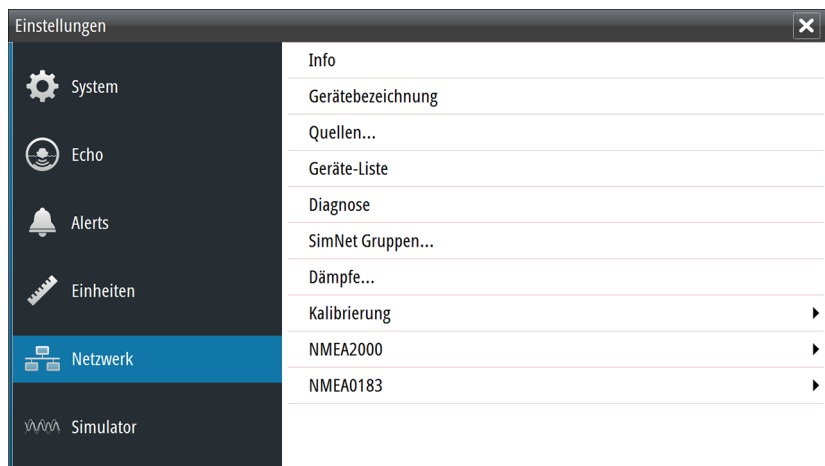 Einstellungen
System
Echo
Alerts
Einheiten
Netzwerk
Simulator
Info
Gerätebezeichnung
Quellen...
Geräte-Liste
Diagnose
SimNet Gruppen...
Dämpfe...
Kalibrierung
NMEA2000
NMEA0183